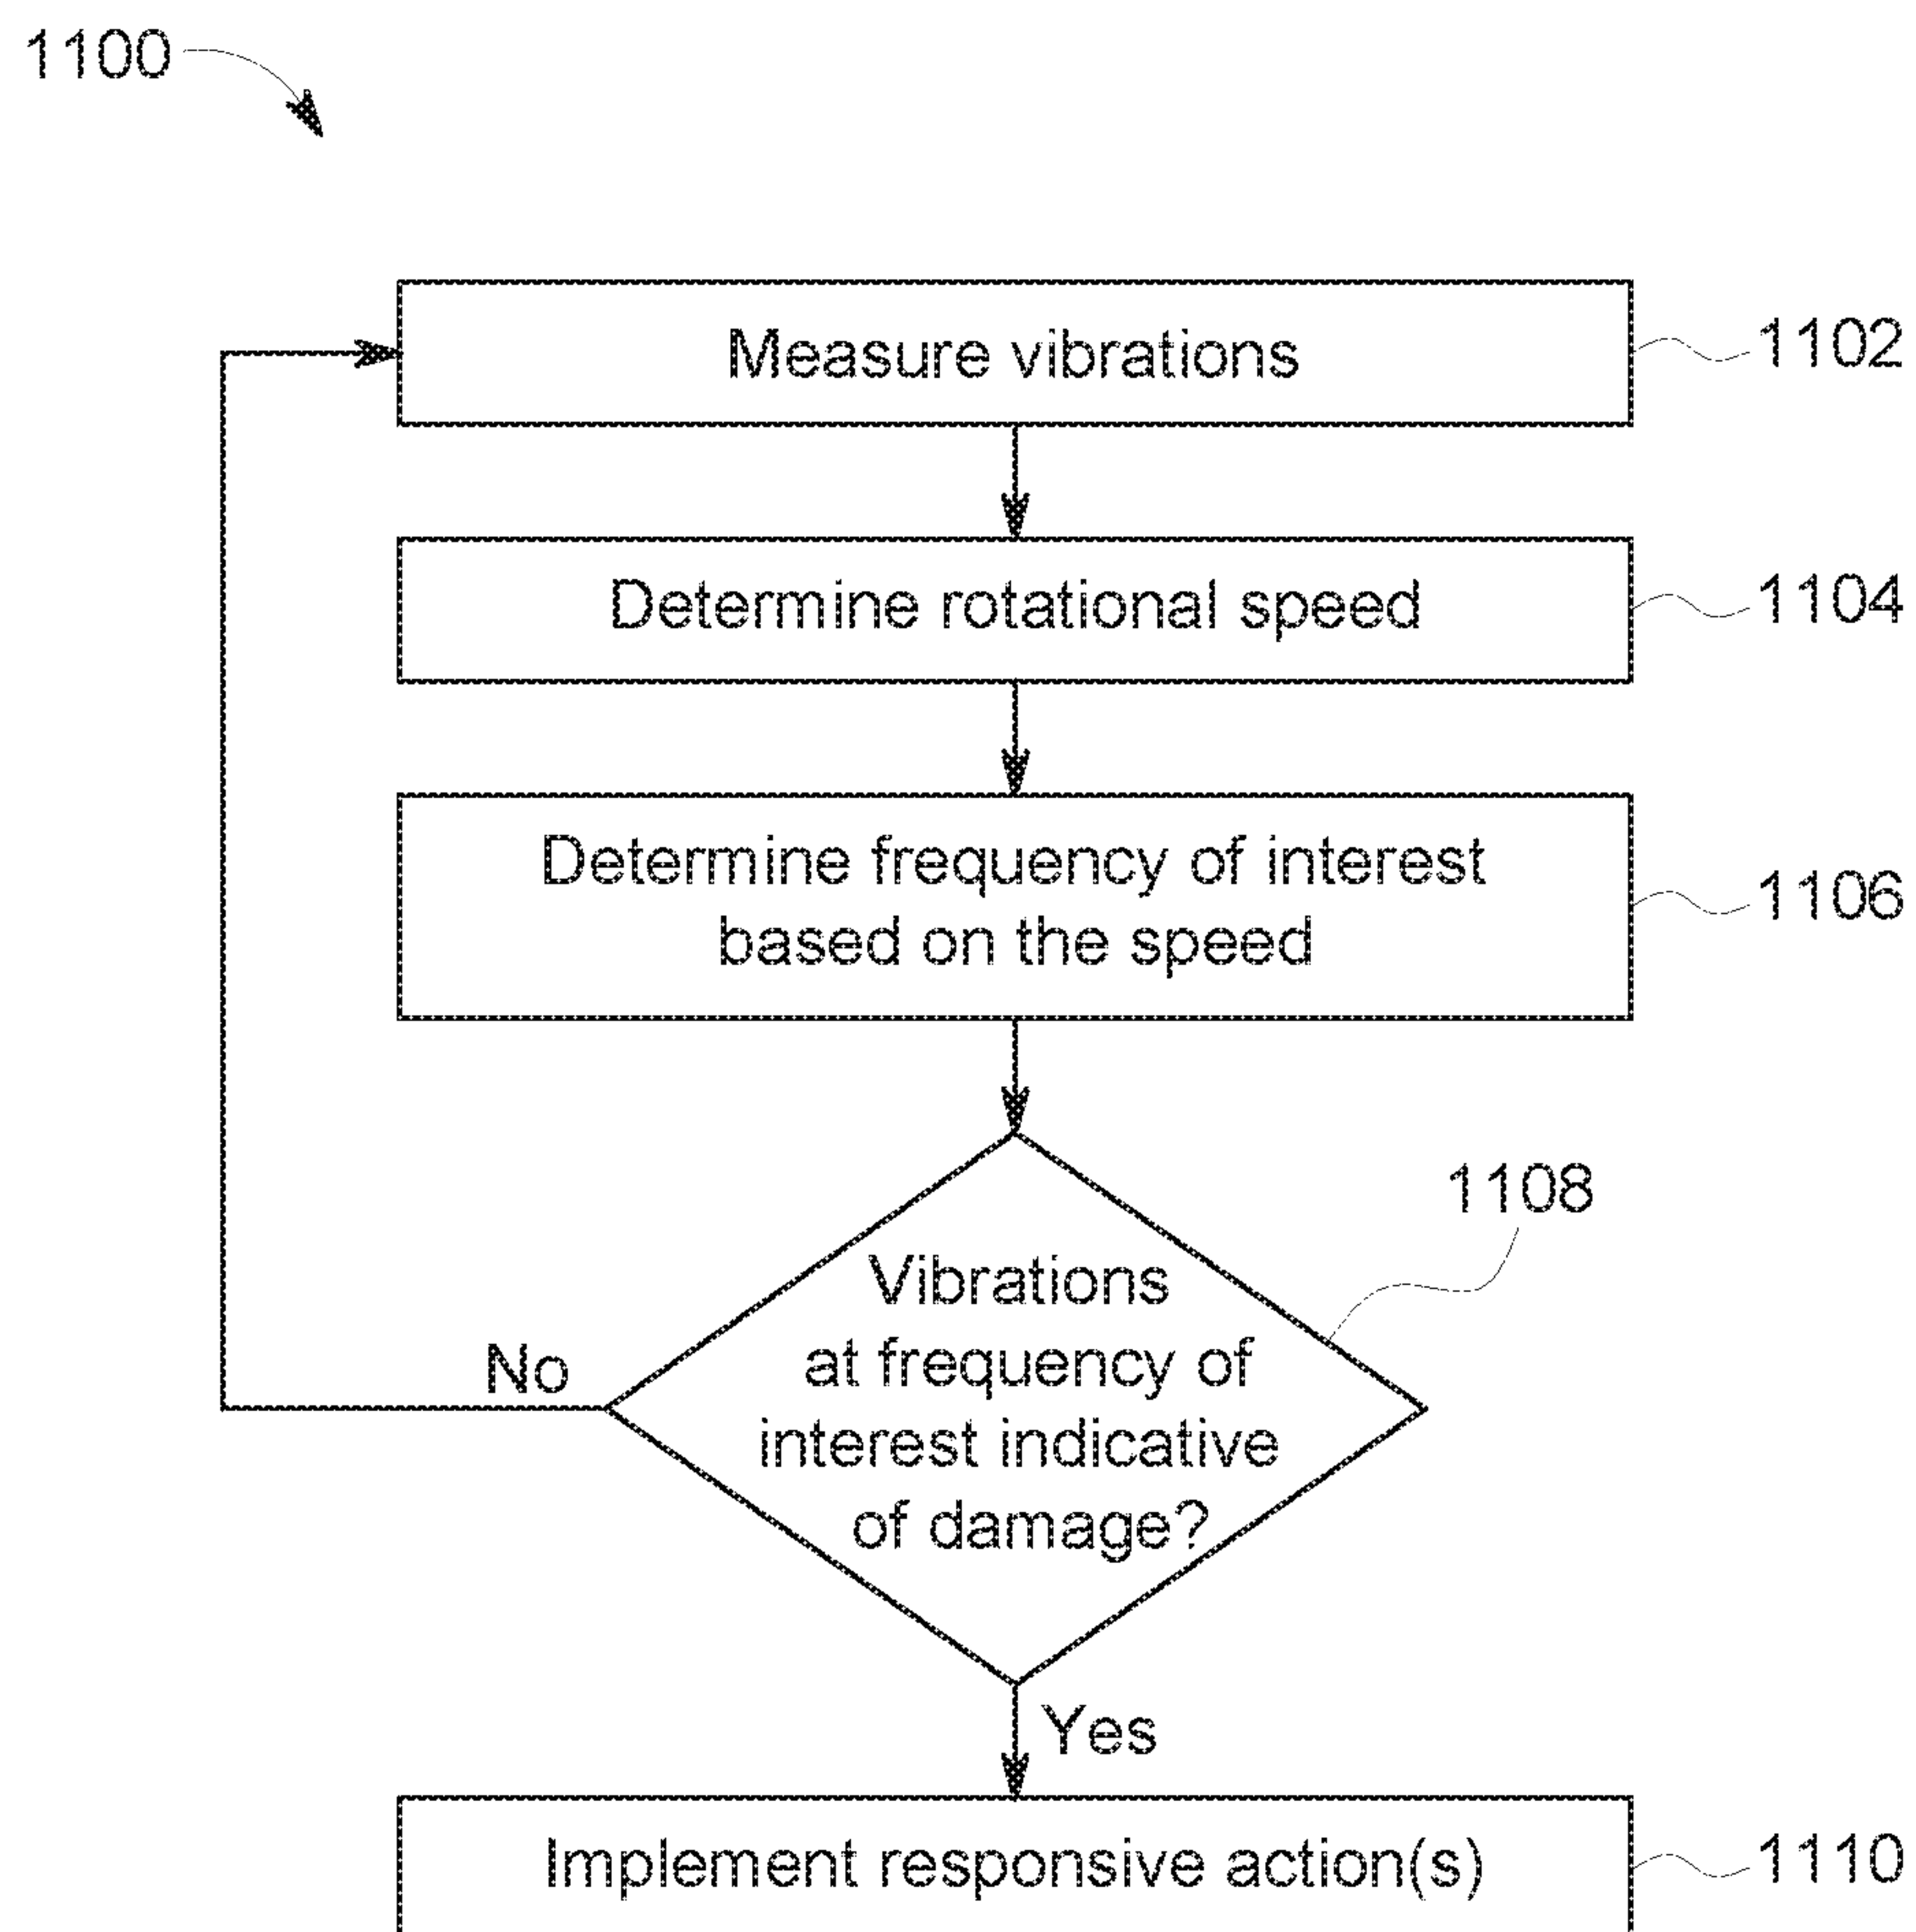 1100
Measure vibrations
1102
Determine rotational speed
1104
Determine frequency of interest
based on the speed
1106
1108
Vibrations
at frequency of
interest indicative
of damage?
No
Yes
Implement responsive action(s)
1110